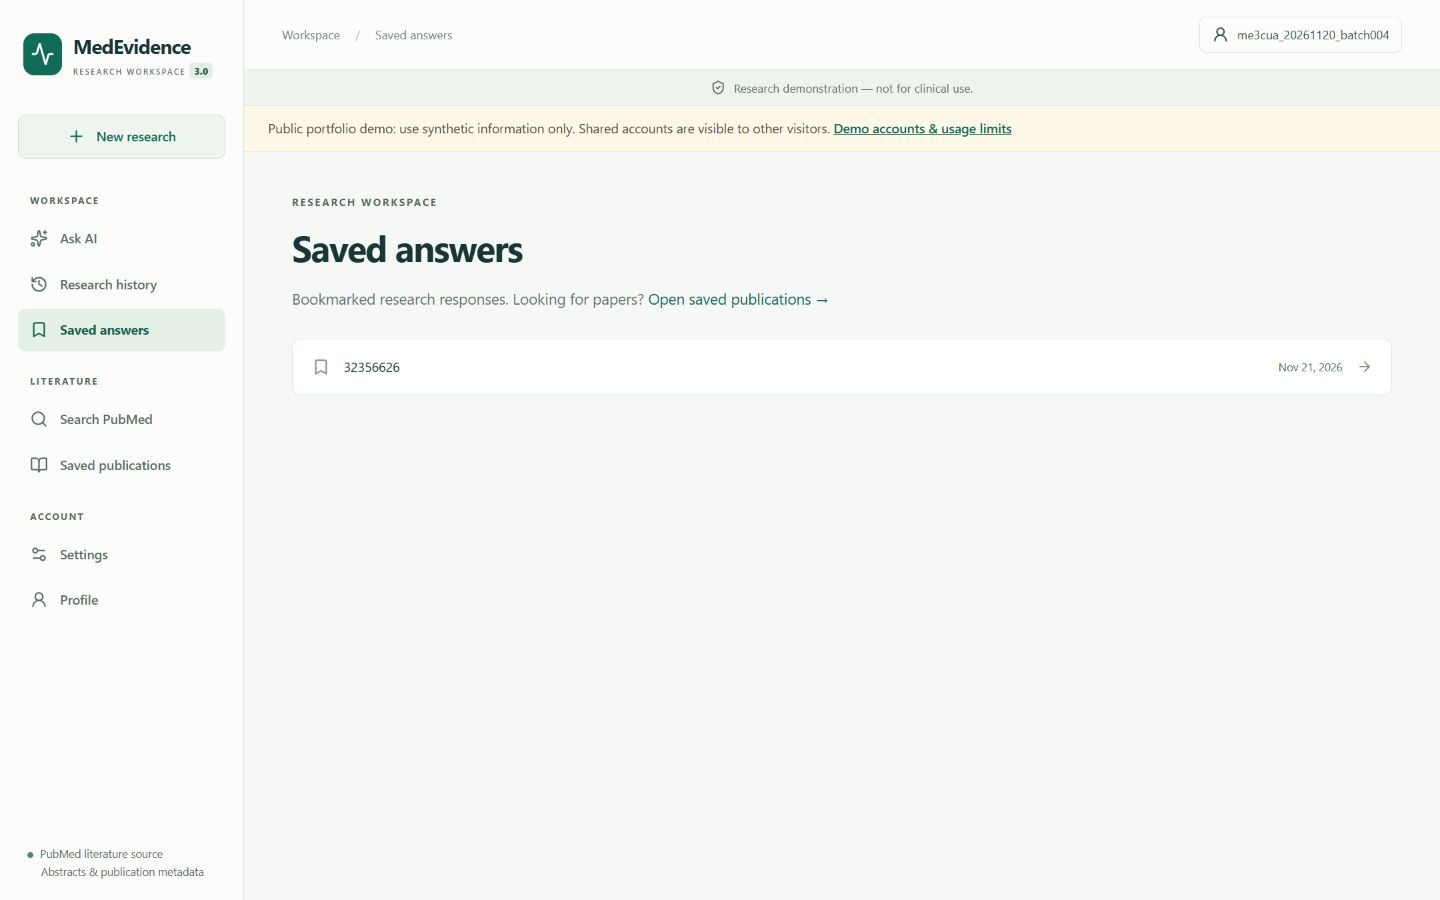 MedEvidence
RESEARCH WORKSPACE 3.0
New research
WORKSPACE
Ask AI
Research history
Saved answers
LITERATURE
Search PubMed
Saved publications
ACCOUNT
Settings
Profile
PubMed literature source
Abstracts & publication metadata
Workspace / Saved answers
me3cua_20261120_batch004
Research demonstration — not for clinical use.
Public portfolio demo: use synthetic information only. Shared accounts are visible to other visitors. Demo accounts & usage limits
RESEARCH WORKSPACE
Saved answers
Bookmarked research responses. Looking for papers? Open saved publications →
32356626
Nov 21, 2026 →